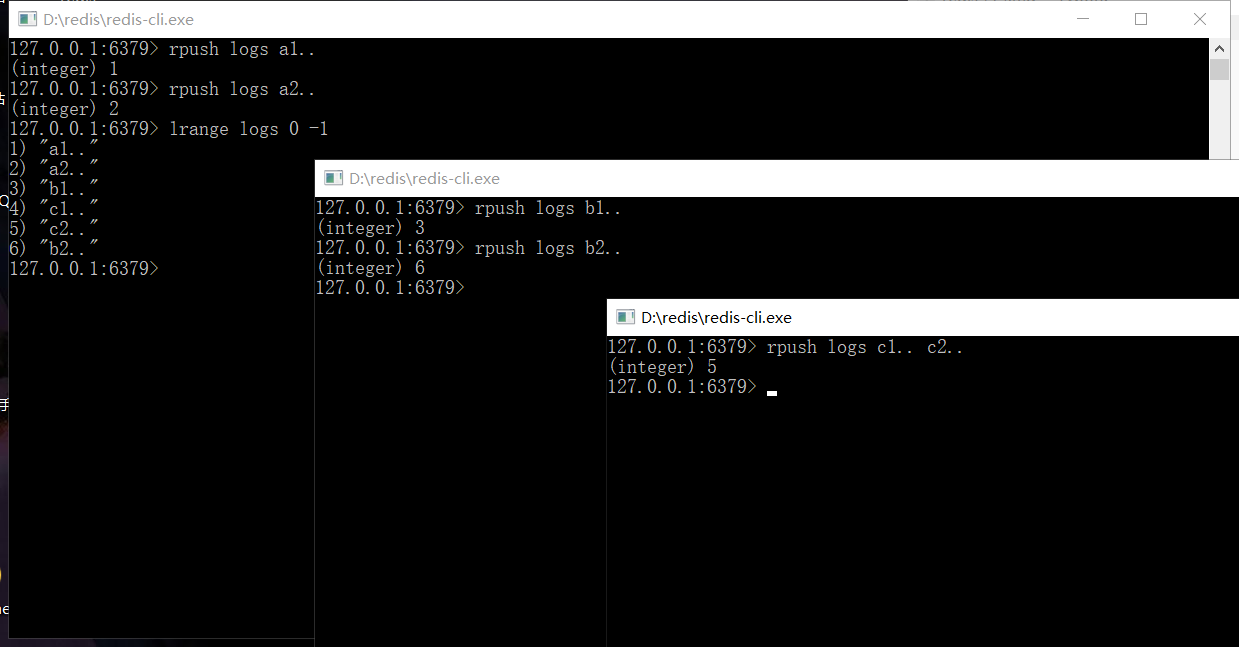 D:\redis\redis-cli.exe
127.0.0.1:6379> rpush logs a1..
(integer) 1
127.0.0.1:6379> rpush logs a2..
(integer) 2
127.0.0.1:6379> lrange logs 0 -1
1) "a1.."
2) "a2.."
3) "b1.."
4) "c1.."
5) "c2.."
6) "b2.."
127.0.0.1:6379>
D:\redis\redis-cli.exe
127.0.0.1:6379> rpush logs b1..
(integer) 3
127.0.0.1:6379> rpush logs b2..
(integer) 6
127.0.0.1:6379>
D:\redis\redis-cli.exe
127.0.0.1:6379> rpush logs c1.. c2..
(integer) 5
127.0.0.1:6379>